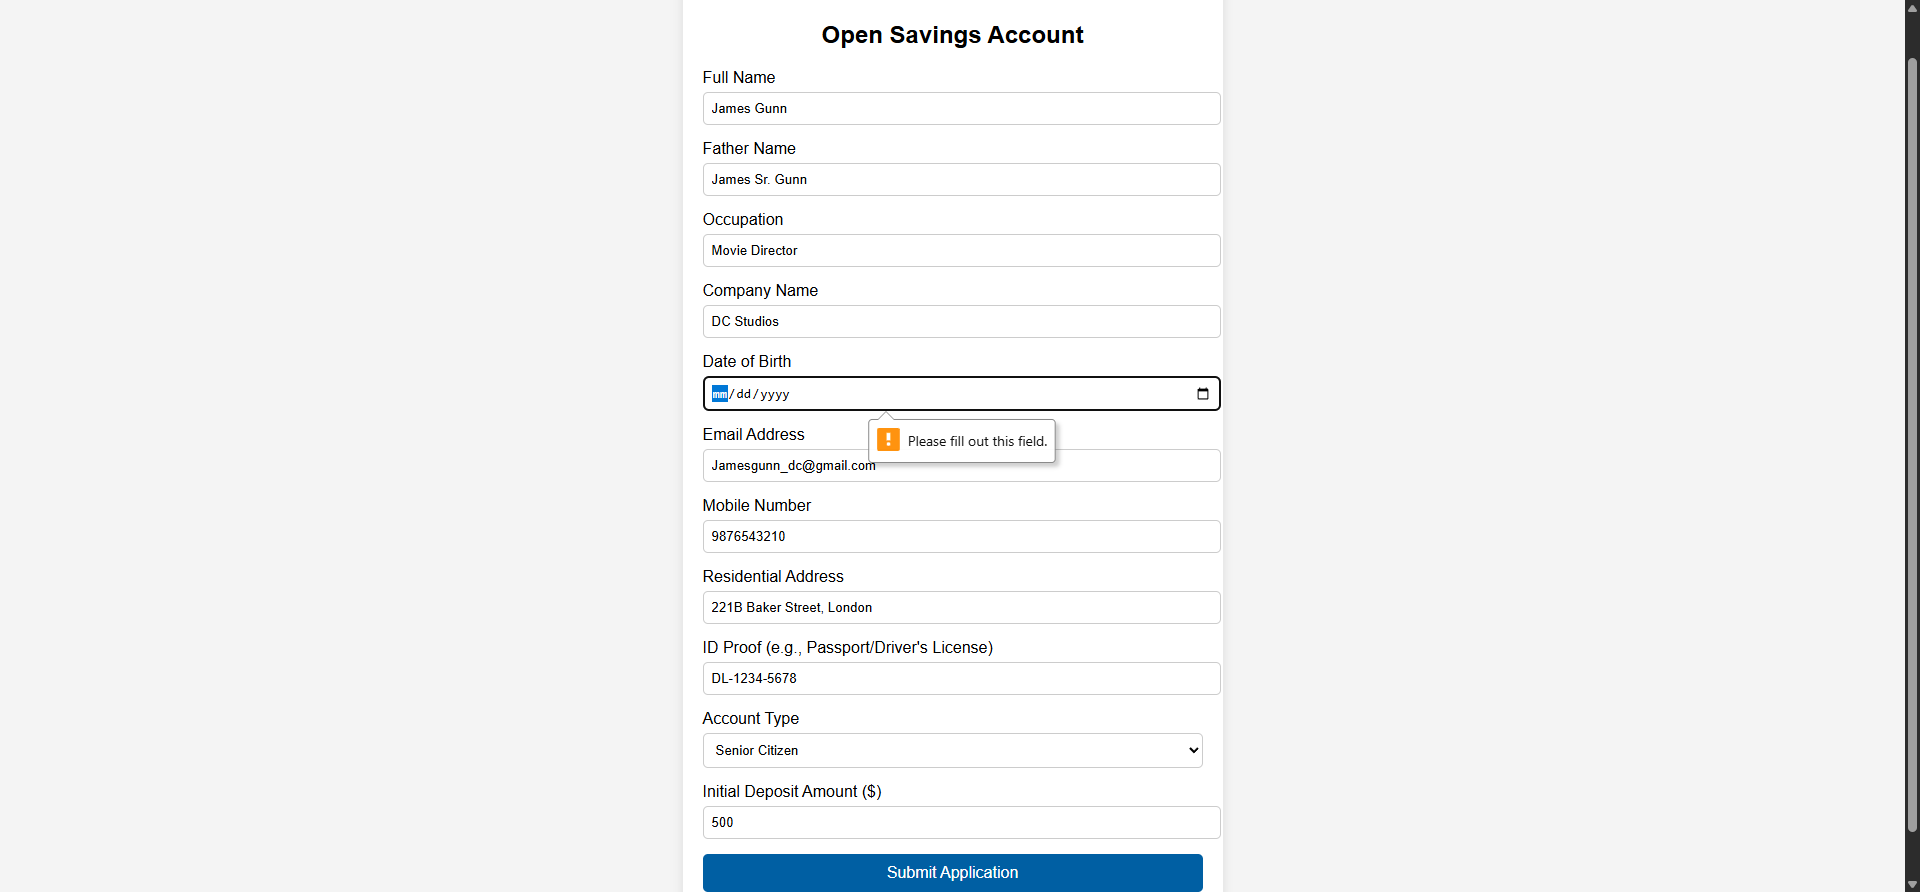 Open Savings Account
Full Name
James Gunn
Father Name
James Sr. Gunn
Occupation
Movie Director
Company Name
DC Studios
Date of Birth
mm/dd/yyyy
Please fill out this field.
Email Address
Jamesgunn_dc@gmail.com
Mobile Number
9876543210
Residential Address
221B Baker Street, London
ID Proof (e.g., Passport/Driver's License)
DL-1234-5678
Account Type
Senior Citizen
Initial Deposit Amount ($)
500
Submit Application